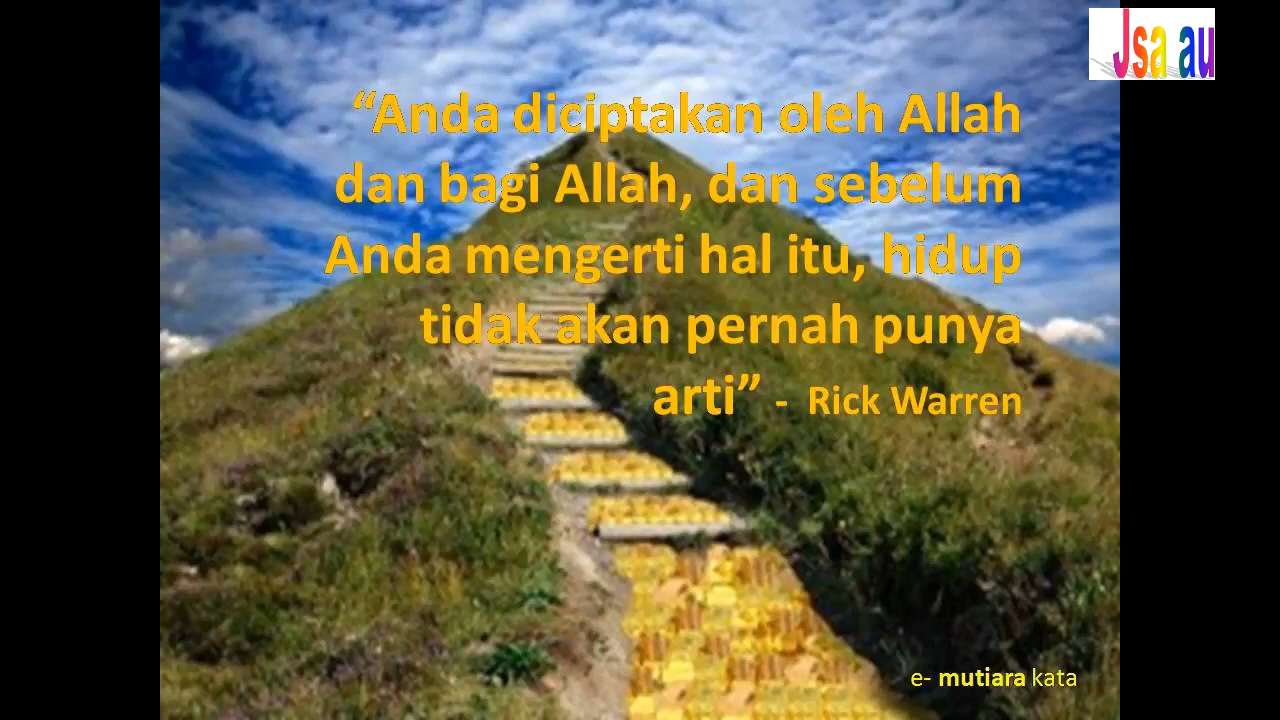 Jsa au
“Anda diciptakan oleh Allah
dan bagi Allah, dan sebelum
Anda mengerti hal itu, hidup
tidak akan pernah punya
arti” - Rick Warren
e- mutiara kata